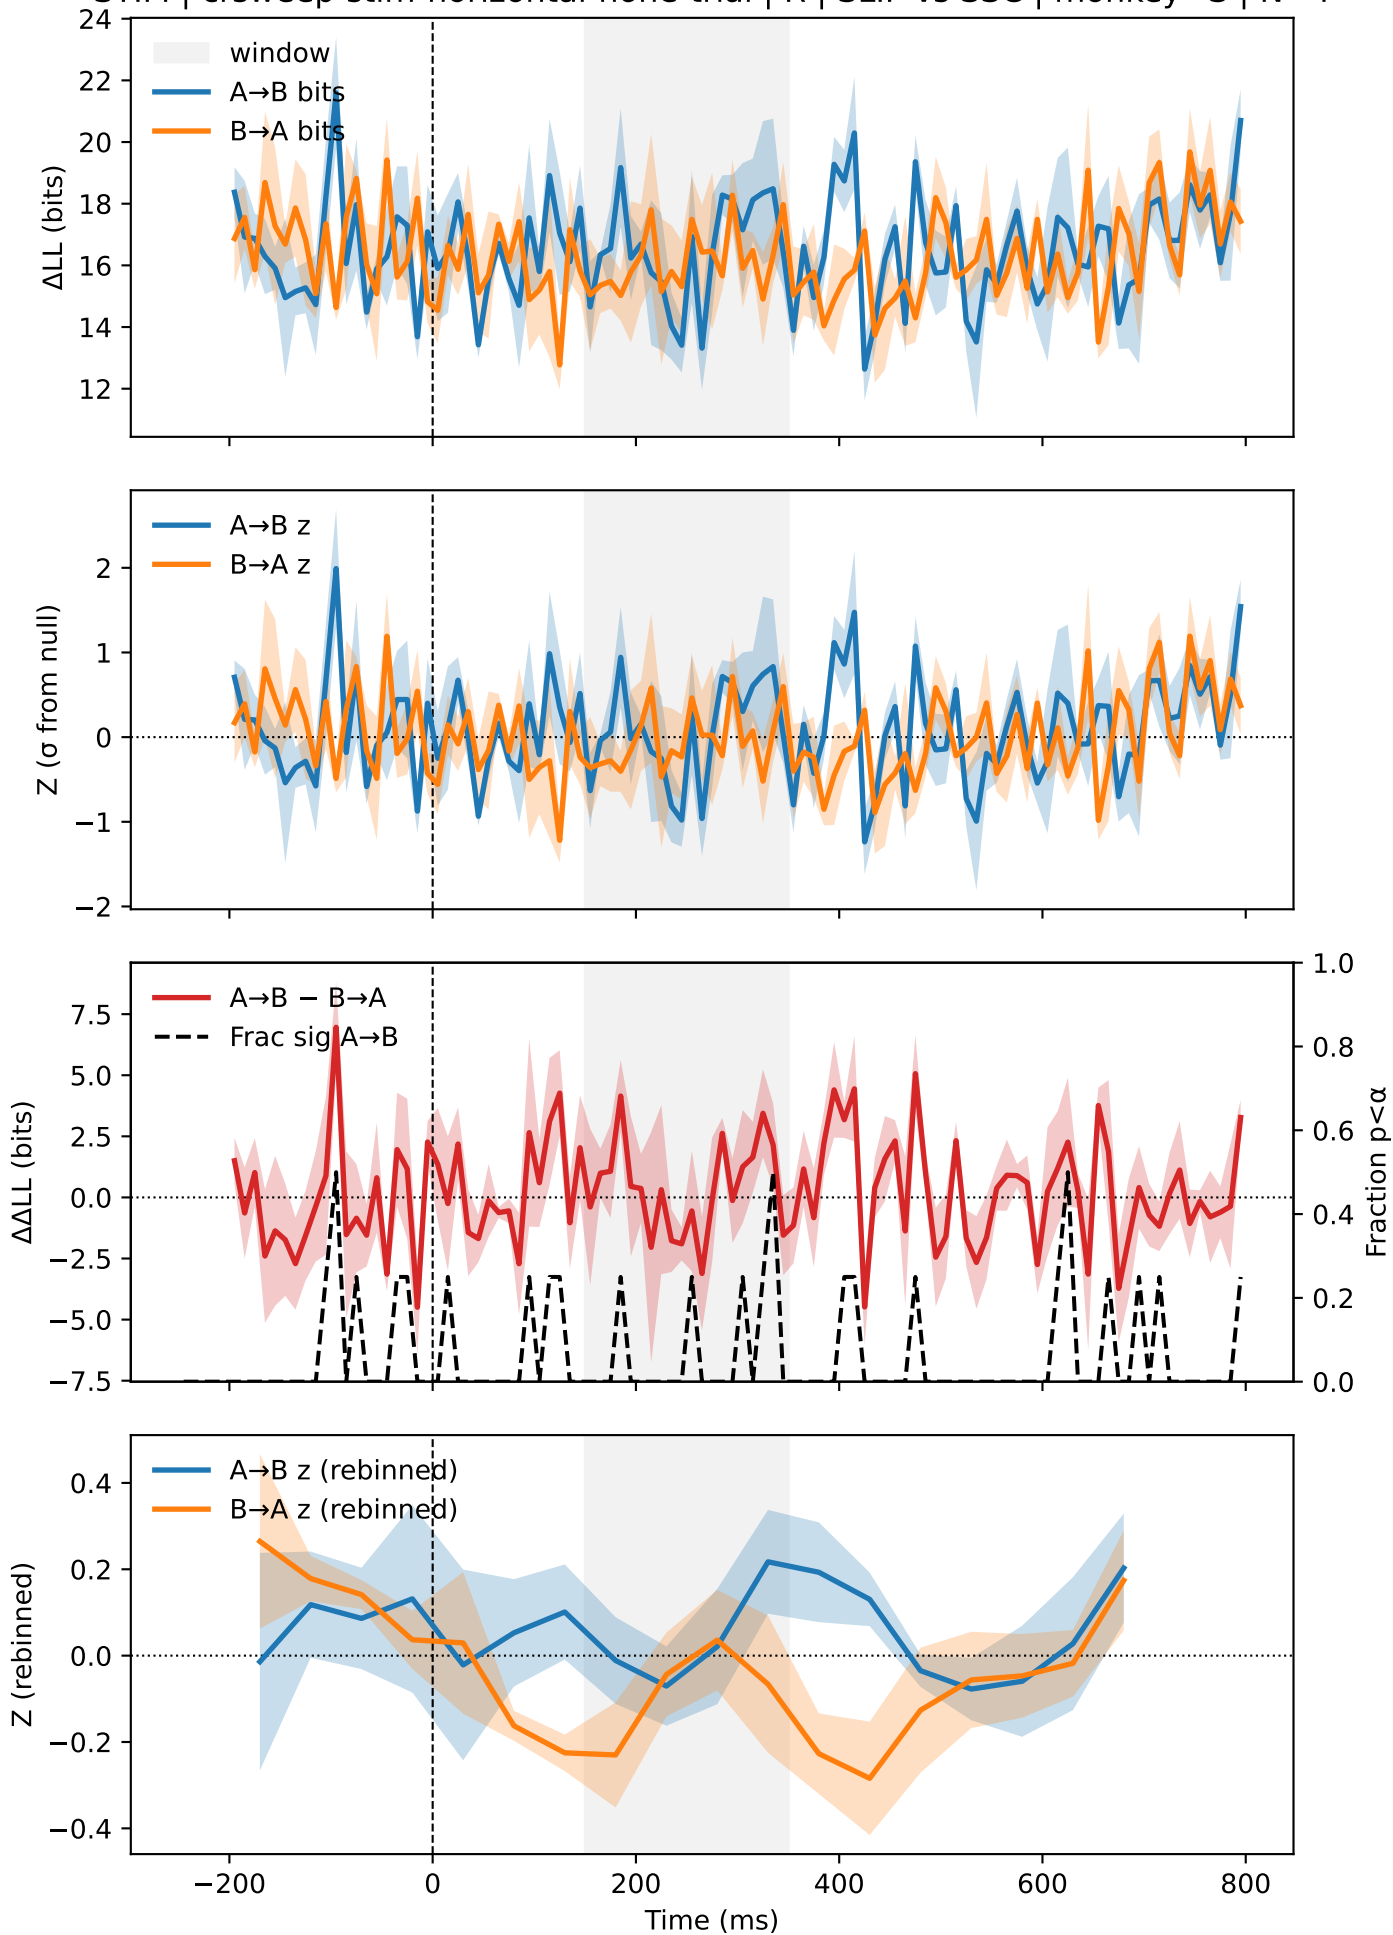 24
22
20
18
16
14
12
ΔLL (bits)
window
A→B bits
B→A bits
2
1
0
−1
−2
Z (σ from null)
A→B z
B→A z
7.5
5.0
2.5
0.0
−2.5
−5.0
−7.5
ΔΔLL (bits)
A→B − B→A
Frac sig A→B
1.0
0.8
0.6
0.4
0.2
0.0
Fraction p<α
0.4
0.2
0.0
−0.2
−0.4
Z (rebinned)
A→B z (rebinned)
B→A z (rebinned)
−200 0 200 400 600 800
Time (ms)